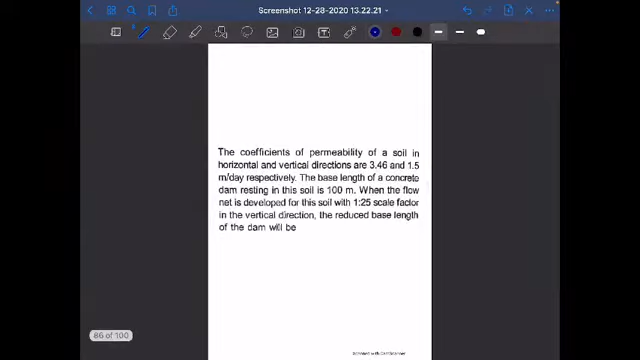 Screenshot 12-28-2020 13.22.21
The coefficients of permeability of a soil in
horizontal and vertical directions are 3.46 and 1.5
m/day respectively. The base length of a concrete
dam resting in this soil is 100 m. When the flow
net is developed for this soil with 1:25 scale factor
in the vertical direction, the reduced base length
of the dam will be
86 of 100
Scanned with CamScanner